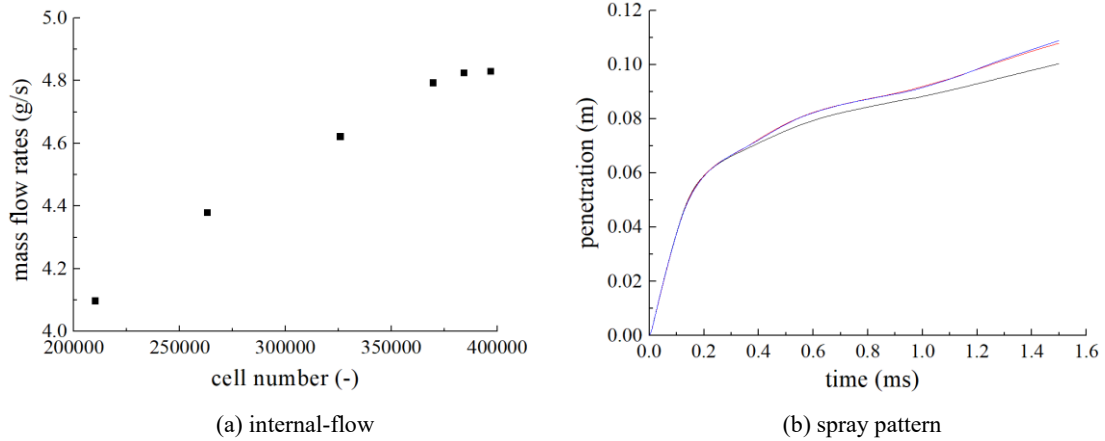 5.0
4.8
4.6
4.4
4.2
4.0
mass flow rates (g/s)
200000 250000 300000 350000 400000
cell number (-)
(a) internal-flow
0.12
0.10
0.08
0.06
0.04
0.02
0.00
penetration (m)
0.0 0.2 0.4 0.6 0.8 1.0 1.2 1.4 1.6
time (ms)
(b) spray pattern